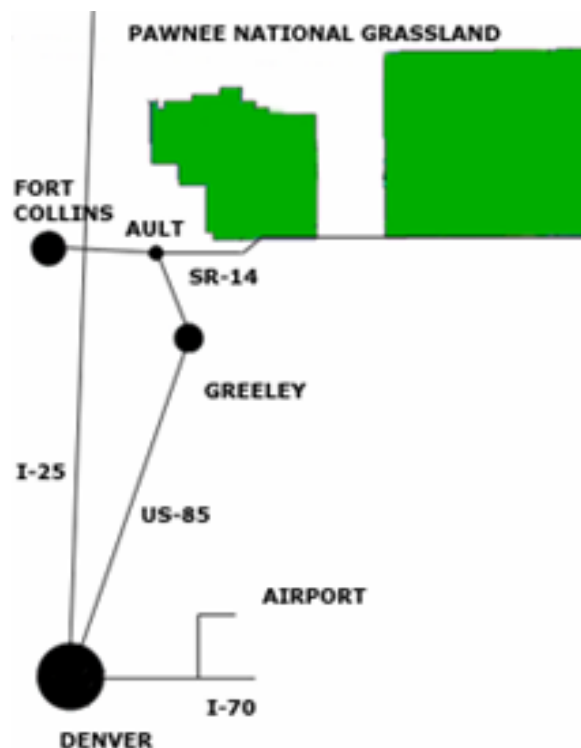 PAWNEE NATIONAL GRASSLAND
FORT
COLLINS
AULT
SR-14
GREELEY
I-25
US-85
AIRPORT
I-70
DENVER